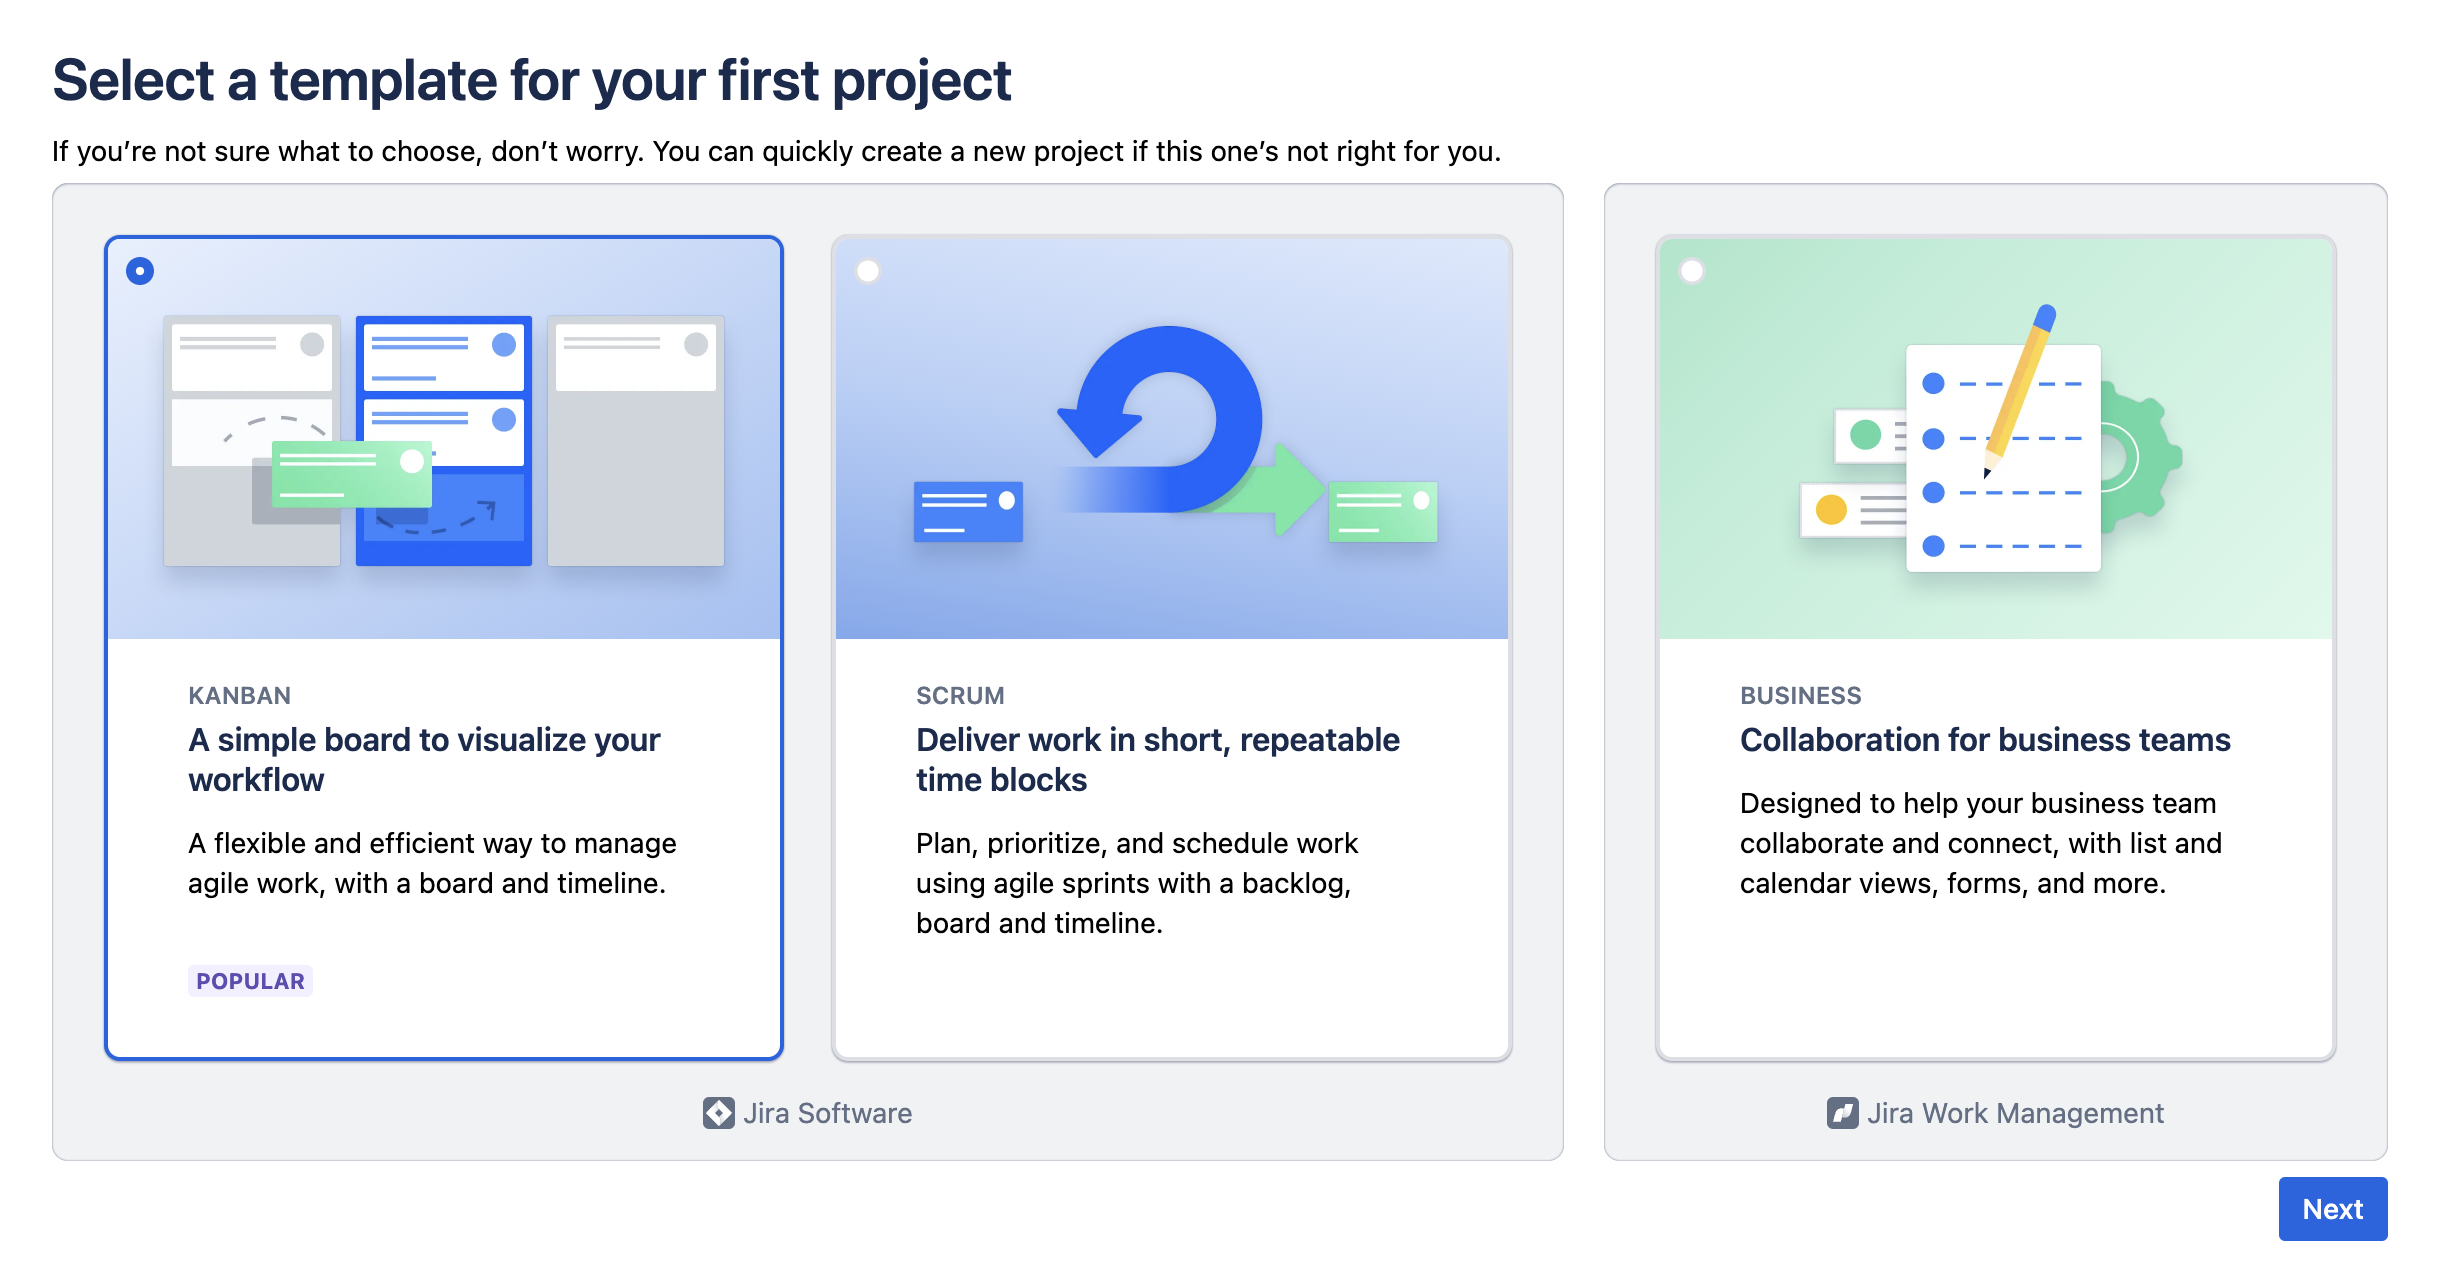 Select a template for your first project
If you’re not sure what to choose, don’t worry. You can quickly create a new project if this one’s not right for you.
KANBAN
A simple board to visualize your
workflow
A flexible and efficient way to manage
agile work, with a board and timeline.
POPULAR
SCRUM
Deliver work in short, repeatable
time blocks
Plan, prioritize, and schedule work
using agile sprints with a backlog,
board and timeline.
Jira Software
BUSINESS
Collaboration for business teams
Designed to help your business team
collaborate and connect, with list and
calendar views, forms, and more.
Jira Work Management
Next